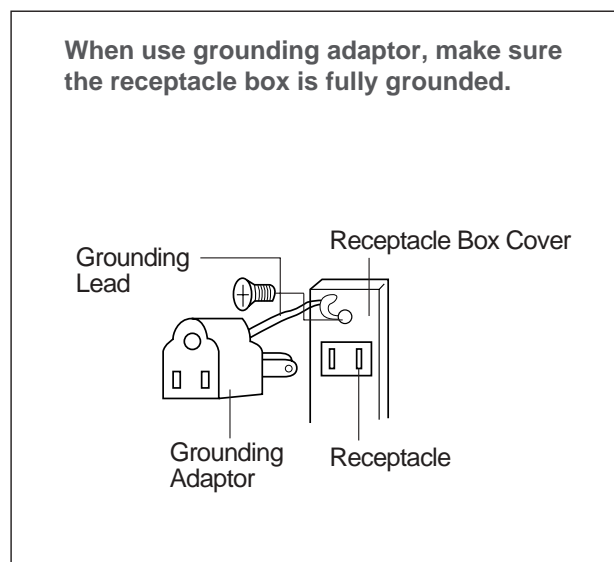 When use grounding adaptor, make sure
the receptacle box is fully grounded.
Grounding
Lead
Receptacle Box Cover
Grounding
Adaptor
Receptacle